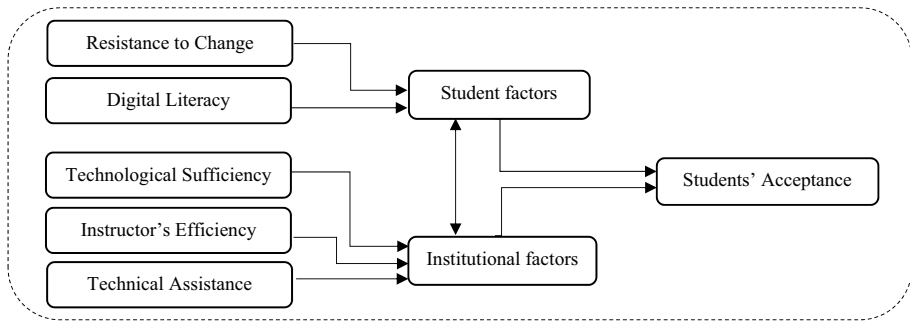 Resistance to Change
Digital Literacy
Student factors
Technological Sufficiency
Students’ Acceptance
Instructor’s Efficiency
Institutional factors
Technical Assistance